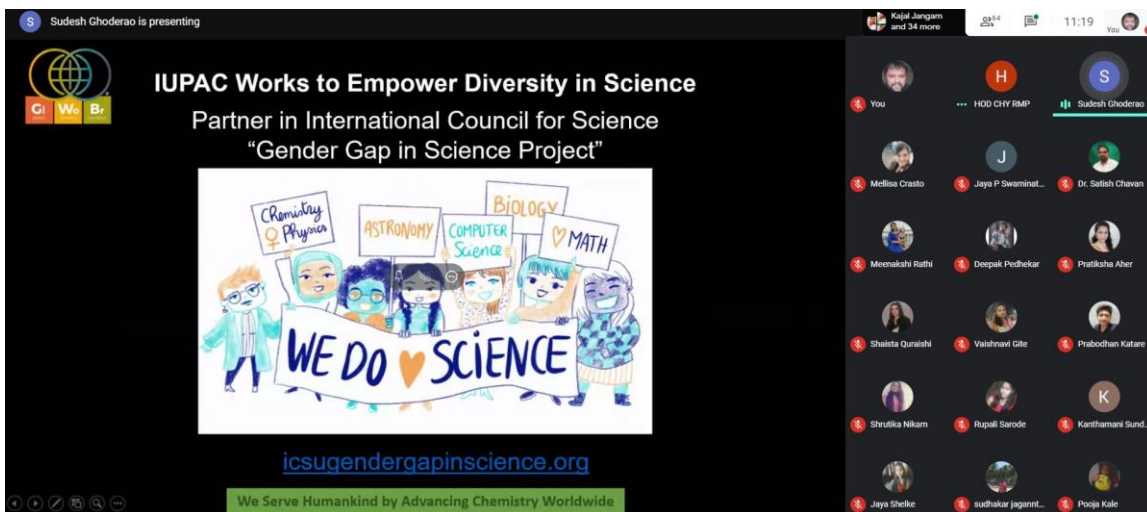 S Sudesh Ghoderao is presenting
Kajal Jangam
and 34 more
54
11:19
You
GI Wo Br
IUPAC Works to Empower Diversity in Science
Partner in International Council for Science
“Gender Gap in Science Project”
Chemistry
Physics
ASTRONOMY
COMPUTER
Science
BiOLOGY
MATH
WE DO SCiENCE
icsugendergapinscience.org
We Serve Humankind by Advancing Chemistry Worldwide
H
S
You
HOD CHY RMP
Sudesh Ghoderao
J
Mellisa Crasto
Jaya P Swaminat...
Dr. Satish Chavan
Meenakshi Rathi
Deepak Pedhekar
Pratiksha Aher
Shaista Quraishi
Vaishnavi Gite
Prabodhan Katare
K
Shrutika Nikam
Rupali Sarode
Kanthamani Sund...
Jaya Shelke
sudhakar jagannt...
Pooja Kale